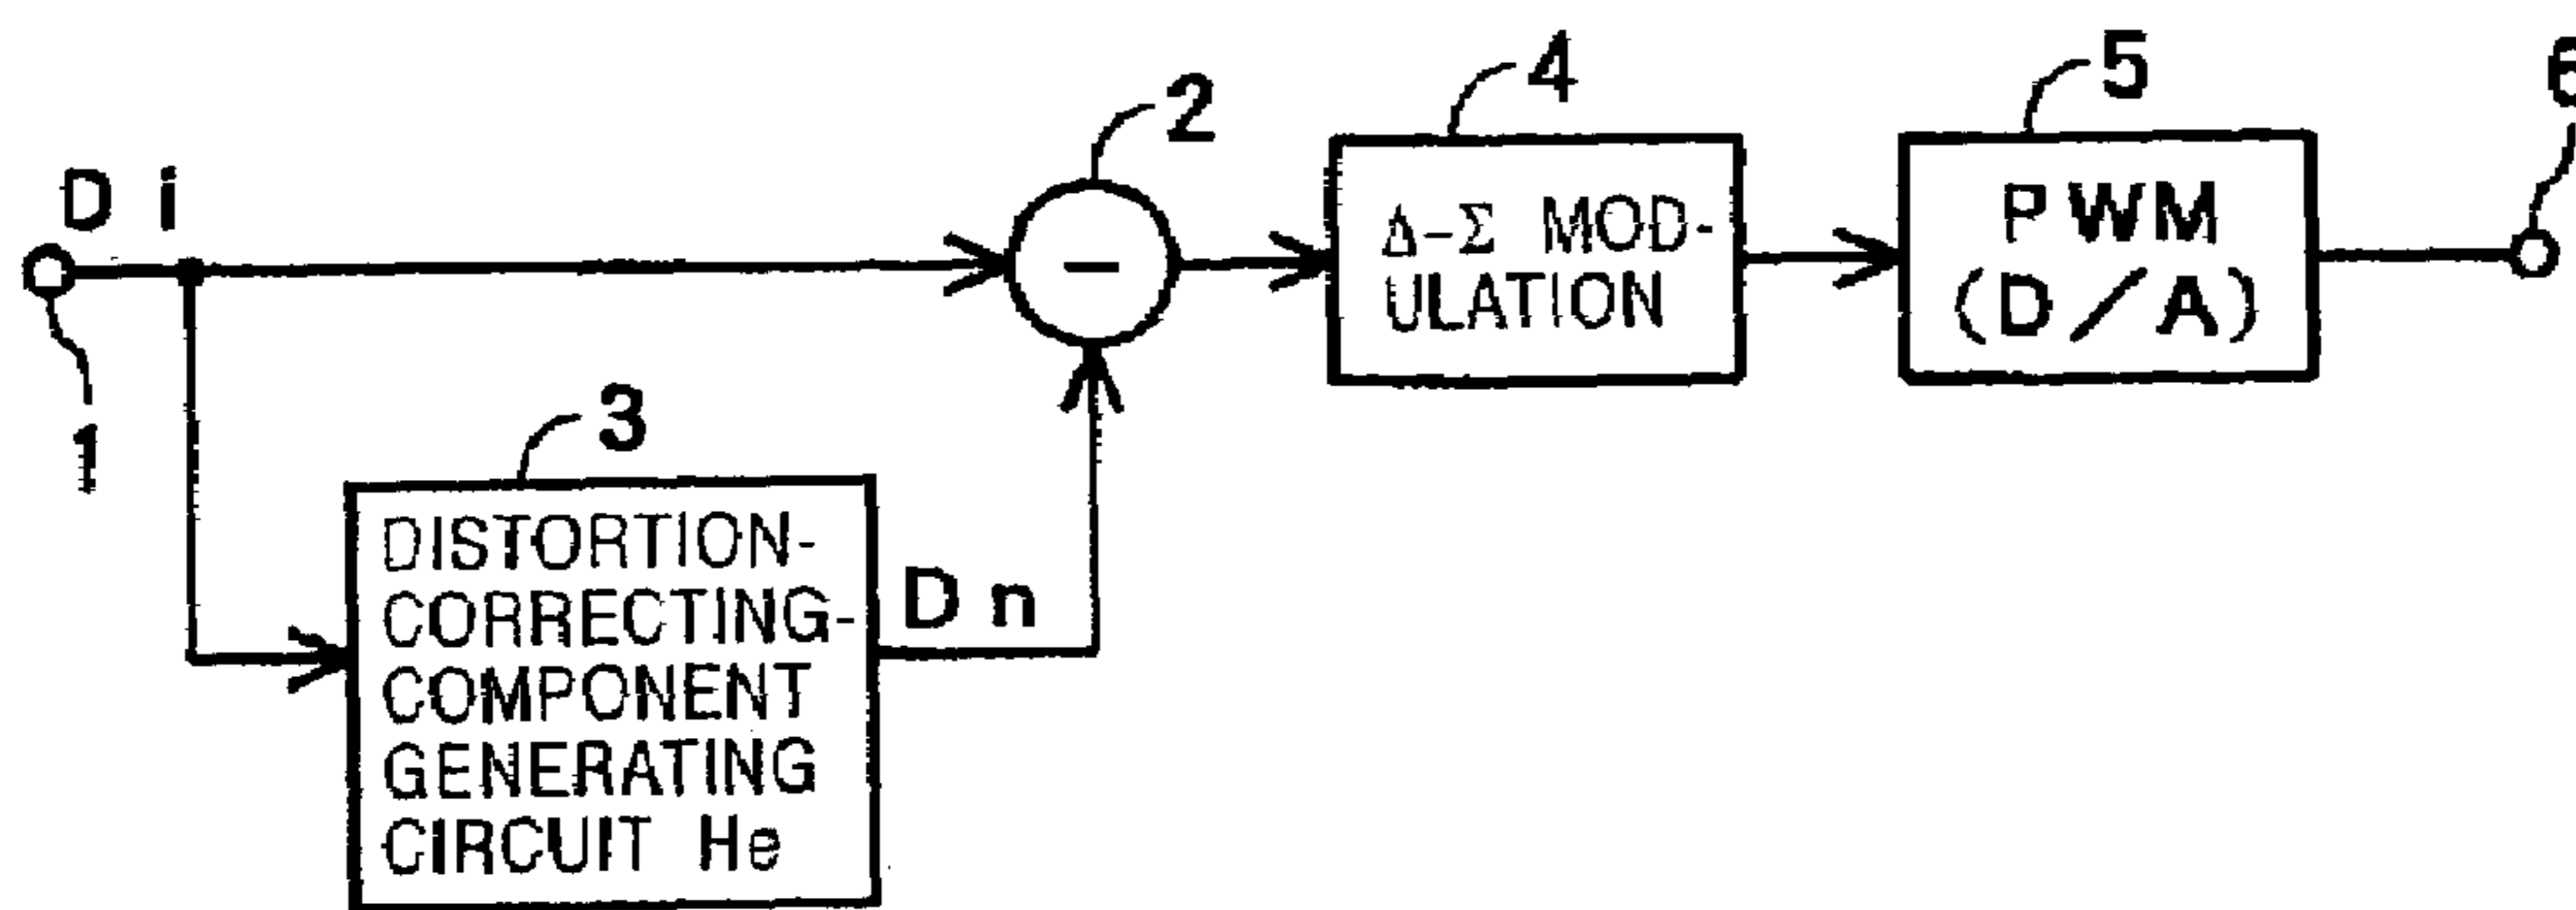 D i
1
2
3
4
5
6
−
Δ-Σ MOD-
ULATION
PWM
(D/A)
DISTORTION-
CORRECTING-
COMPONENT
GENERATING
CIRCUIT He
D n